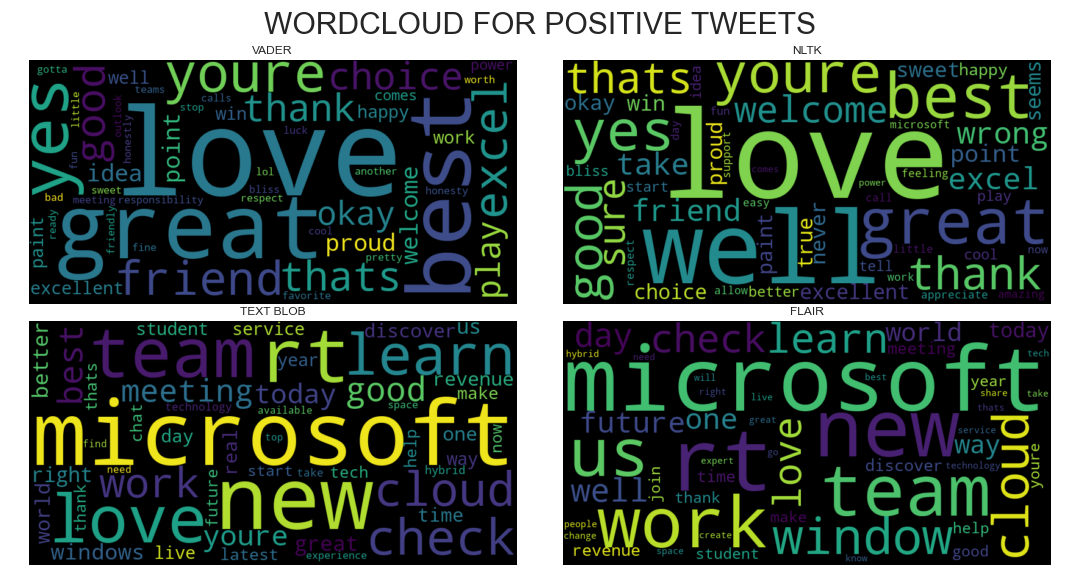 WORDCLOUD FOR POSITIVE TWEETS
VADER
gotta well youre choice power
teams worth
yes little good calls stop thank comes
outlook win happy
fun honestly love luck point best excel
idea lol another work
bad sweet bliss honesty
meeting responsibility respect welcome
paint ready friendly great cool okay play
fine proud pretty
excellent friend thats
favorite
NLTK
thats idea youre sweet happy seems
okay win fun welcome best
yes day love microsoft wrong
bliss take proud support comes point
start power feeling excel
good sure friend easy call play
respect well paint true never great
little now
tell cool
choice allow better excellent work thank
appreciate amazing
TEXT BLOB
better best student service discover us
team rt learn
thats meeting year good revenue
today make
chat technology available space
microsoft
find day real top help one now
right need start take tech hybrid way
world thank work future new cloud
love youre time
windows live latest great check
experience
FLAIR
day check learn world today
hybrid need meeting tech
microsoft
will best year
right live share take
future one great new thats
us rt love service way cloud
expert go discover technology
well join time youre
thank make team
people work window help
change create
revenue space student know good